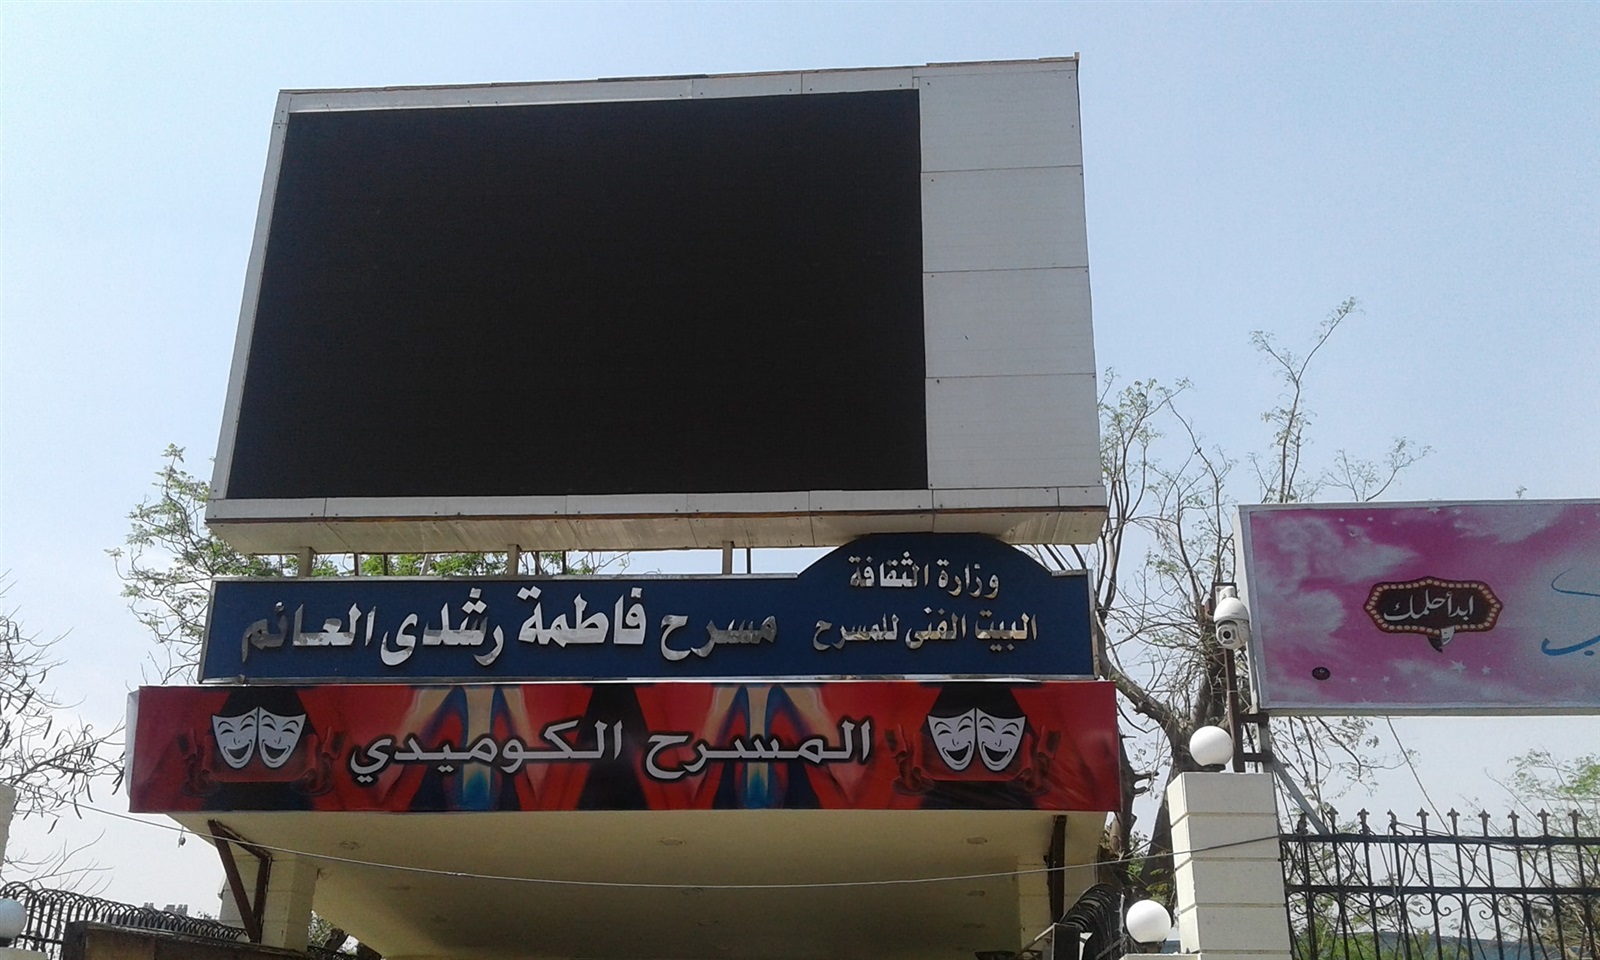 وزارة الثقافة
البيت الفنى للمسرح
مسرح فاطمة رشدى العائم
المسرح الكوميدي
ابدأ حلمك